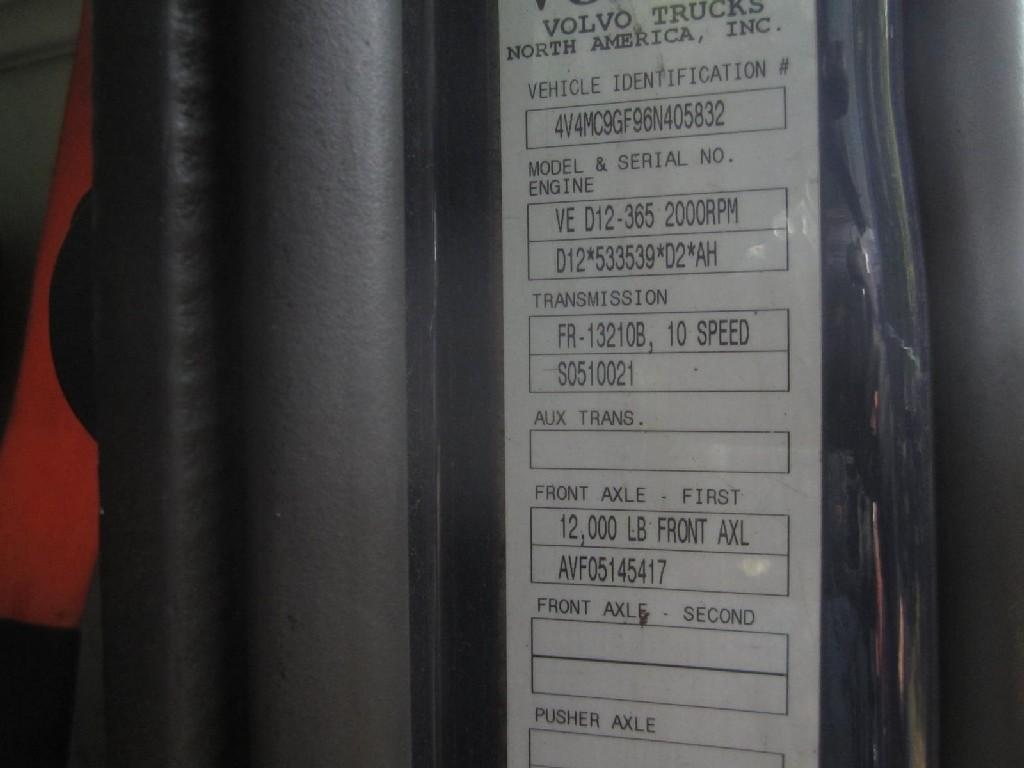 VOLVO TRUCKS
NORTH AMERICA, INC.
VEHICLE IDENTIFICATION #
4V4MC9GF96N405832
MODEL & SERIAL NO.
ENGINE
VE D12-365 2000RPM
D12*533539*D2*AH
TRANSMISSION
FR-13210B, 10 SPEED
S0510021
AUX TRANS.
FRONT AXLE - FIRST
12,000 LB FRONT AXL
AVF05145417
FRONT AXLE - SECOND
PUSHER AXLE